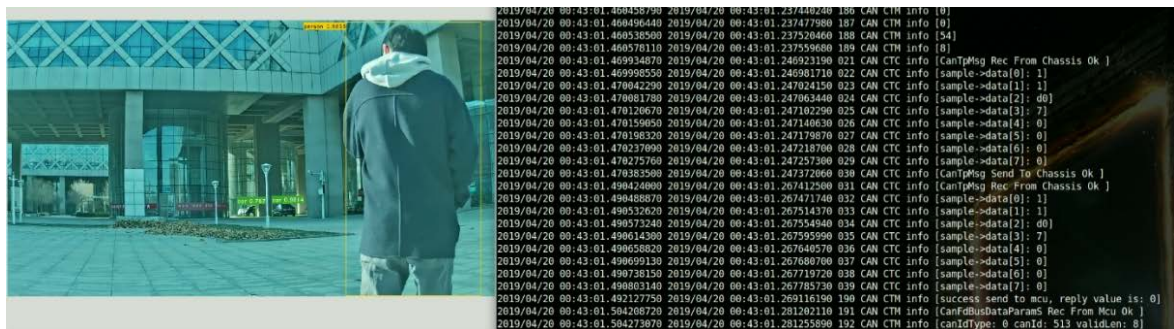 person 1.0014
car 0.767
car 0.9814
2019/04/20 00:43:01.460458790 2019/04/20 00:43:01.237440240 186 CAN CTM info [0]
2019/04/20 00:43:01.460496440 2019/04/20 00:43:01.237477980 187 CAN CTM info [0]
2019/04/20 00:43:01.460538500 2019/04/20 00:43:01.237520460 188 CAN CTM info [54]
2019/04/20 00:43:01.460578110 2019/04/20 00:43:01.237559680 189 CAN CTM info [8]
2019/04/20 00:43:01.469934870 2019/04/20 00:43:01.246923190 021 CAN CTC info [CanTpMsg Rec From Chassis Ok ]
2019/04/20 00:43:01.469998550 2019/04/20 00:43:01.246981710 022 CAN CTC info [sample->data[0]: 1]
2019/04/20 00:43:01.470042290 2019/04/20 00:43:01.247024150 023 CAN CTC info [sample->data[1]: 1]
2019/04/20 00:43:01.470081780 2019/04/20 00:43:01.247063440 024 CAN CTC info [sample->data[2]: d0]
2019/04/20 00:43:01.470120670 2019/04/20 00:43:01.247102290 025 CAN CTC info [sample->data[3]: 7]
2019/04/20 00:43:01.470159050 2019/04/20 00:43:01.247140630 026 CAN CTC info [sample->data[4]: 0]
2019/04/20 00:43:01.470198320 2019/04/20 00:43:01.247179870 027 CAN CTC info [sample->data[5]: 0]
2019/04/20 00:43:01.470237090 2019/04/20 00:43:01.247218700 028 CAN CTC info [sample->data[6]: 0]
2019/04/20 00:43:01.470275760 2019/04/20 00:43:01.247257300 029 CAN CTC info [sample->data[7]: 0]
2019/04/20 00:43:01.470383500 2019/04/20 00:43:01.247372060 030 CAN CTC info [CanTpMsg Send To Chassis Ok ]
2019/04/20 00:43:01.490424000 2019/04/20 00:43:01.267412500 031 CAN CTC info [CanTpMsg Rec From Chassis Ok ]
2019/04/20 00:43:01.490488870 2019/04/20 00:43:01.267471740 032 CAN CTC info [sample->data[0]: 1]
2019/04/20 00:43:01.490532620 2019/04/20 00:43:01.267514370 033 CAN CTC info [sample->data[1]: 1]
2019/04/20 00:43:01.490573240 2019/04/20 00:43:01.267554940 034 CAN CTC info [sample->data[2]: d0]
2019/04/20 00:43:01.490614300 2019/04/20 00:43:01.267595990 035 CAN CTC info [sample->data[3]: 7]
2019/04/20 00:43:01.490658820 2019/04/20 00:43:01.267640570 036 CAN CTC info [sample->data[4]: 0]
2019/04/20 00:43:01.490699130 2019/04/20 00:43:01.267680700 037 CAN CTC info [sample->data[5]: 0]
2019/04/20 00:43:01.490738150 2019/04/20 00:43:01.267719720 038 CAN CTC info [sample->data[6]: 0]
2019/04/20 00:43:01.490803140 2019/04/20 00:43:01.267785730 039 CAN CTC info [sample->data[7]: 0]
2019/04/20 00:43:01.492127750 2019/04/20 00:43:01.269116190 190 CAN CTM info [success send to mcu, reply value is: 0]
2019/04/20 00:43:01.504208720 2019/04/20 00:43:01.281202110 191 CAN CTM info [CanFdBusDataParamS Rec From Mcu Ok ]
2019/04/20 00:43:01.504273070 2019/04/20 00:43:01.281255890 192 CAN CTM info [canIdType: 0 canId: 513 validLen: 8]